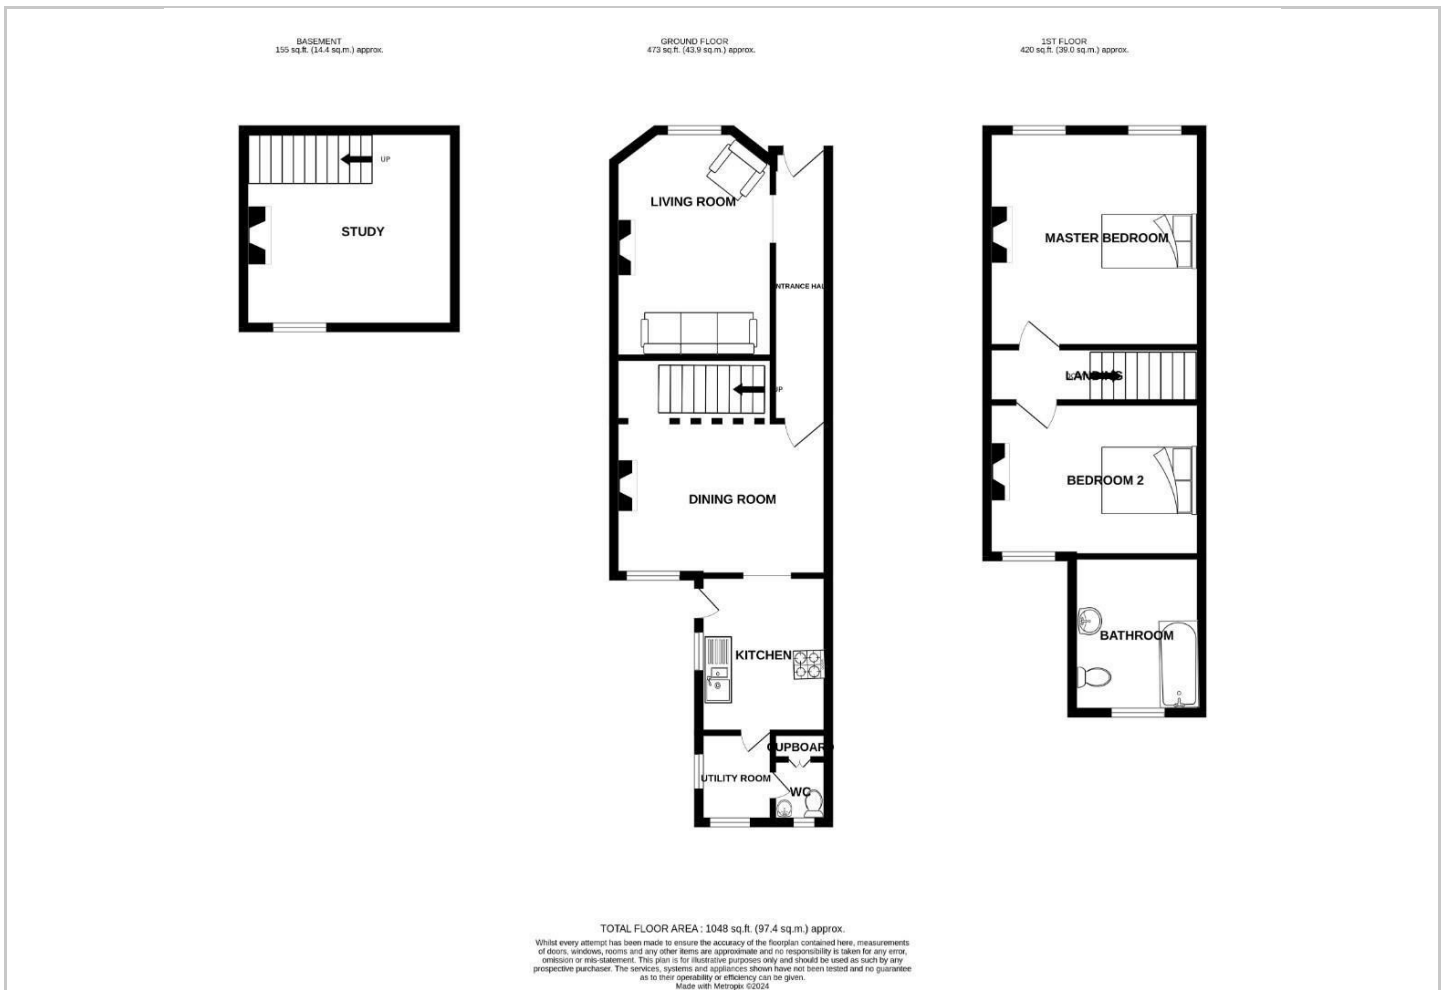 BASEMENT
155 sq.ft. (14.4 sq.m.) approx.
GROUND FLOOR
473 sq.ft. (43.9 sq.m.) approx.
1ST FLOOR
420 sq.ft. (39.0 sq.m.) approx.
UP
STUDY
LIVING ROOM
NTRANCE HAL
UP
DINING ROOM
KITCHEN
CUPBOARD
UTILITY ROOM
WC
MASTER BEDROOM
LANDING
BEDROOM 2
BATHROOM
TOTAL FLOOR AREA : 1048 sq.ft. (97.4 sq.m.) approx.
Whilst every attempt has been made to ensure the accuracy of the floorplan contained here, measurements
of doors, windows, rooms and any other items are approximate and no responsibility is taken for any error,
omission or mis-statement. This plan is for illustrative purposes only and should be used as such by any
prospective purchaser. The services, systems and appliances shown have not been tested and no guarantee
as to their operability or efficiency can be given.
Made with Metropix ©2024